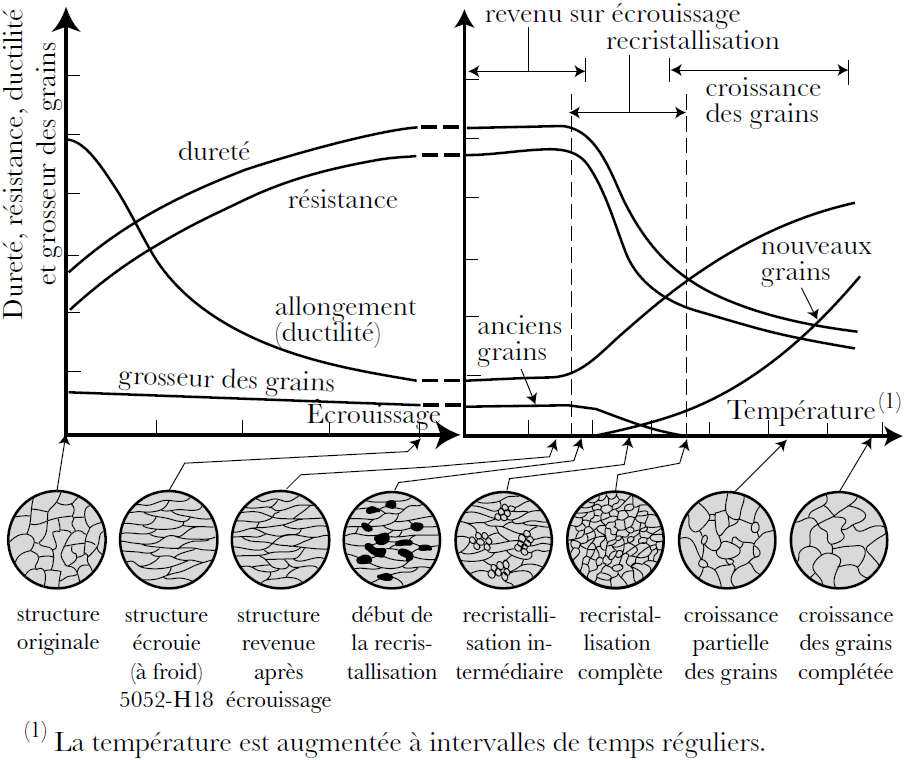 Dureté, résistance, ductilité
et grosseur des grains
revenu sur écrouissage
recristallisation
croissance
des grains
dureté
résistance
allongement
(ductilité)
grosseur des grains
Écrouissage
anciens
grains
nouveaux
grains
Température (1)
structure
originale
structure
écrouie
(à froid)
5052-H18
structure
revenue
après
écrouissage
début de
la recris-
tallisation
recristalli-
sation in-
termédiaire
recristal-
lisation
complète
croissance
partielle
des grains
croissance
des grains
complétée
(1) La température est augmentée à intervalles de temps réguliers.